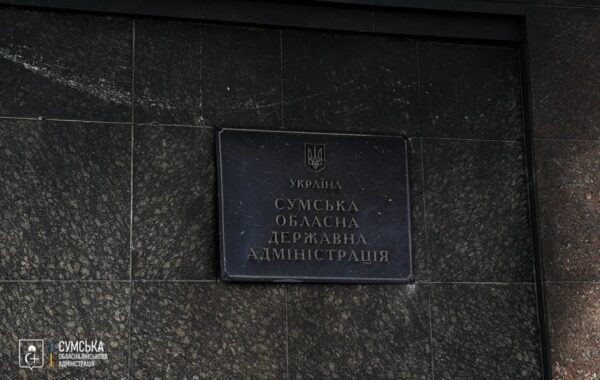 УКРАЇНА
СУМСЬКА
ОБЛАСНА
ДЕРЖАВНА
АДМІНІСТРАЦІЯ
СУМСЬКА
ОБЛАСНА ВІЙСЬКОВА
АДМІНІСТРАЦІЯ